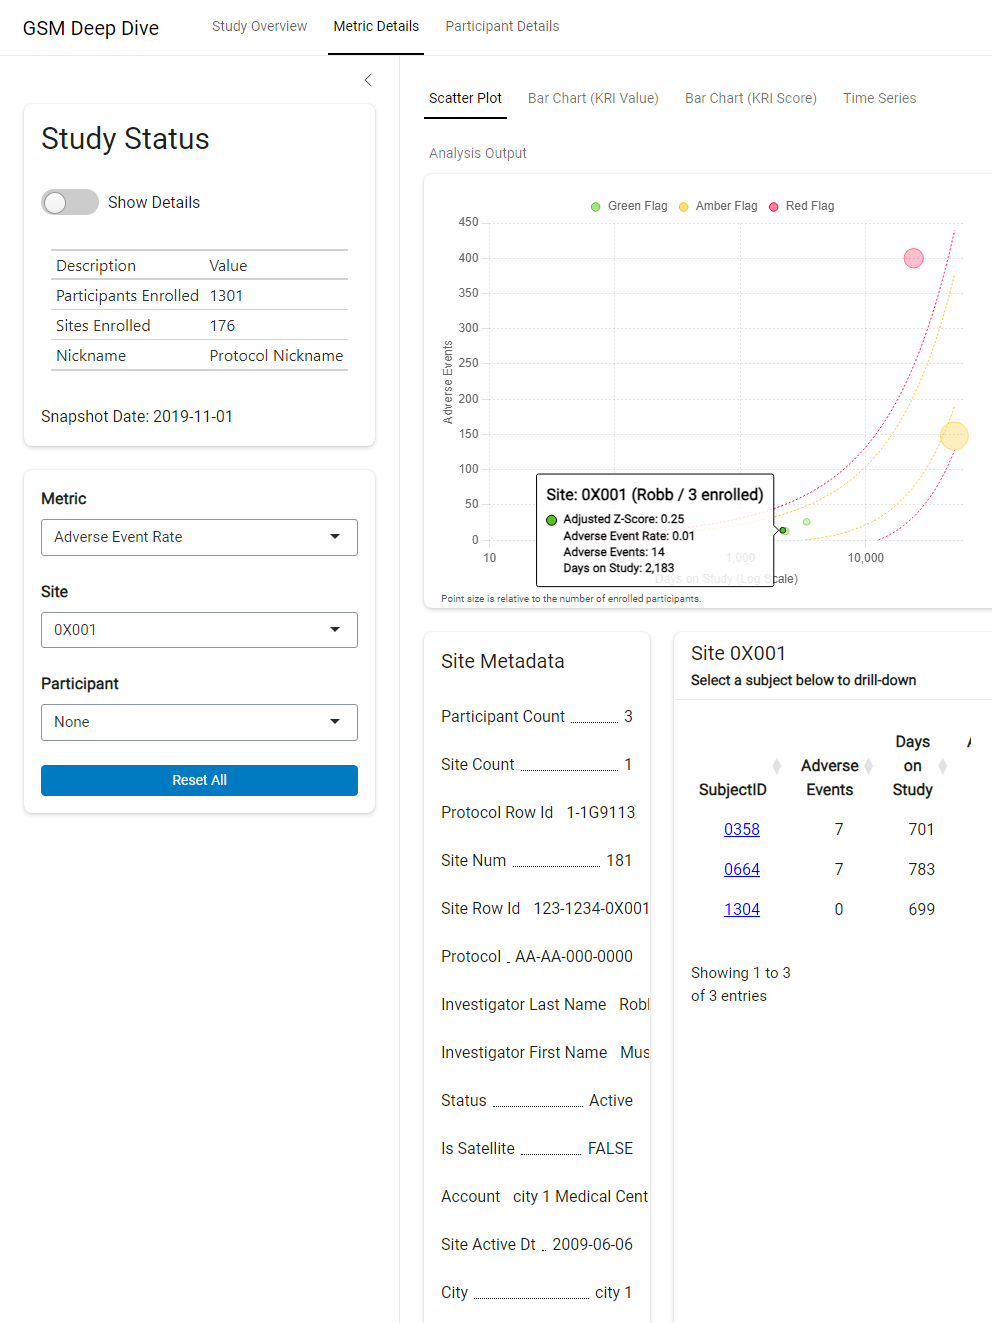 GSM Deep Dive
Study Overview
Metric Details
Participant Details
Study Status
Show Details
Description Value
Participants Enrolled 1301
Sites Enrolled 176
Nickname Protocol Nickname
Snapshot Date: 2019-11-01
Metric
Adverse Event Rate
Site
0X001
Participant
None
Reset All
Scatter Plot
Bar Chart (KRI Value)
Bar Chart (KRI Score)
Time Series
Analysis Output
Green Flag
Amber Flag
Red Flag
Adverse Events
450
400
350
300
250
200
150
100
50
0
10
1,000
10,000
Days on Study (Log Scale)
Site: 0X001 (Robb / 3 enrolled)
Adjusted Z-Score: 0.25
Adverse Event Rate: 0.01
Adverse Events: 14
Days on Study: 2,183
Point size is relative to the number of enrolled participants.
Site Metadata
Participant Count 3
Site Count 1
Protocol Row Id 1-1G9113
Site Num 181
Site Row Id 123-1234-0X001
Protocol AA-AA-000-0000
Investigator Last Name
Investigator First Name Mus
Status Active
Is Satellite FALSE
Account city 1 Medical Cent
Site Active Dt 2009-06-06
City city 1
Site 0X001
Select a subject below to drill-down
SubjectID
Adverse
Events
Days
on
Study
0358 7 701
0664 7 783
1304 0 699
Showing 1 to 3
of 3 entries